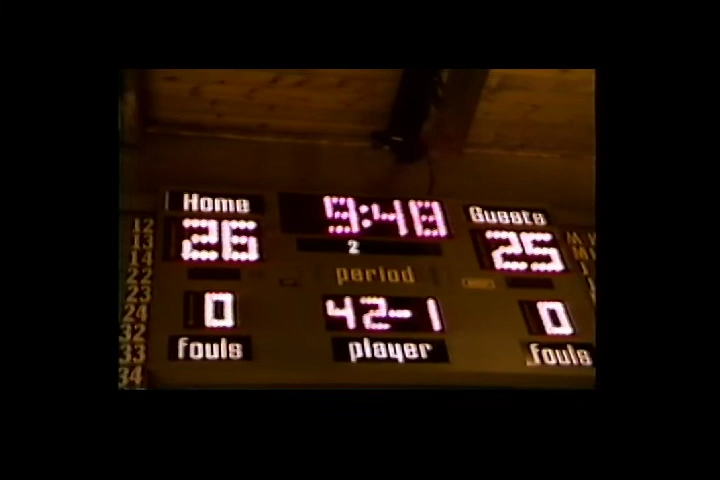 Home 9:48 Guests
26 2 25
period
0 42-1 0
fouls player fouls
12
13
14
22
23
24
32
33
34